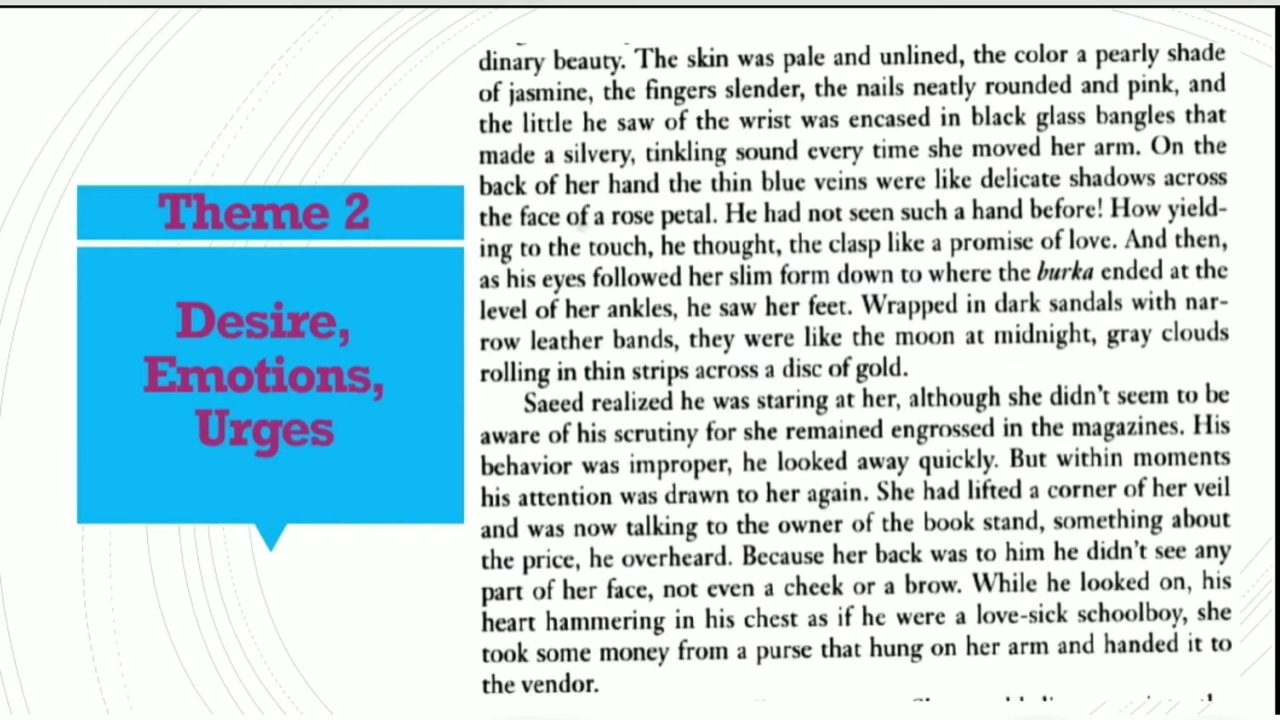 Theme 2
Desire,
Emotions,
Urges
dinary beauty. The skin was pale and unlined, the color a pearly shade
of jasmine, the fingers slender, the nails neatly rounded and pink, and
the little he saw of the wrist was encased in black glass bangles that
made a silvery, tinkling sound every time she moved her arm. On the
back of her hand the thin blue veins were like delicate shadows across
the face of a rose petal. He had not seen such a hand before! How yield-
ing to the touch, he thought, the clasp like a promise of love. And then,
as his eyes followed her slim form down to where the burka ended at the
level of her ankles, he saw her feet. Wrapped in dark sandals with nar-
row leather bands, they were like the moon at midnight, gray clouds
rolling in thin strips across a disc of gold.
Saeed realized he was staring at her, although she didn't seem to be
aware of his scrutiny for she remained engrossed in the magazines. His
behavior was improper, he looked away quickly. But within moments
his attention was drawn to her again. She had lifted a corner of her veil
and was now talking to the owner of the book stand, something about
the price, he overheard. Because her back was to him he didn't see any
part of her face, not even a cheek or a brow. While he looked on, his
heart hammering in his chest as if he were a love-sick schoolboy, she
took some money from a purse that hung on her arm and handed it to
the vendor.